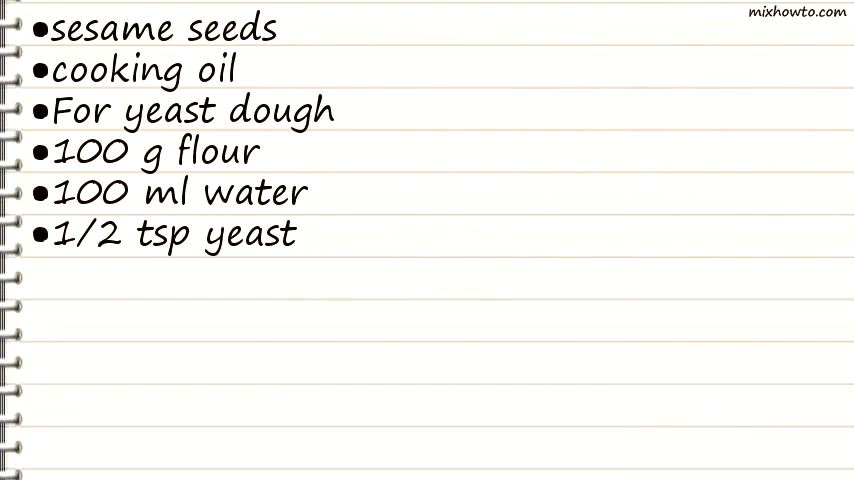 mixhowto.com
•sesame seeds
•cooking oil
•For yeast dough
•100 g flour
•100 ml water
•1/2 tsp yeast